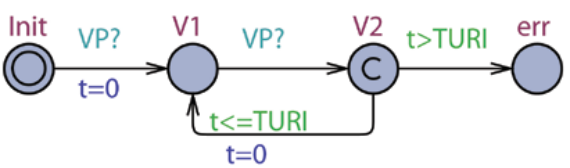 Init
VP?
t=0
V1
VP?
V2
C
t>TURI
err
t<=TURI
t=0